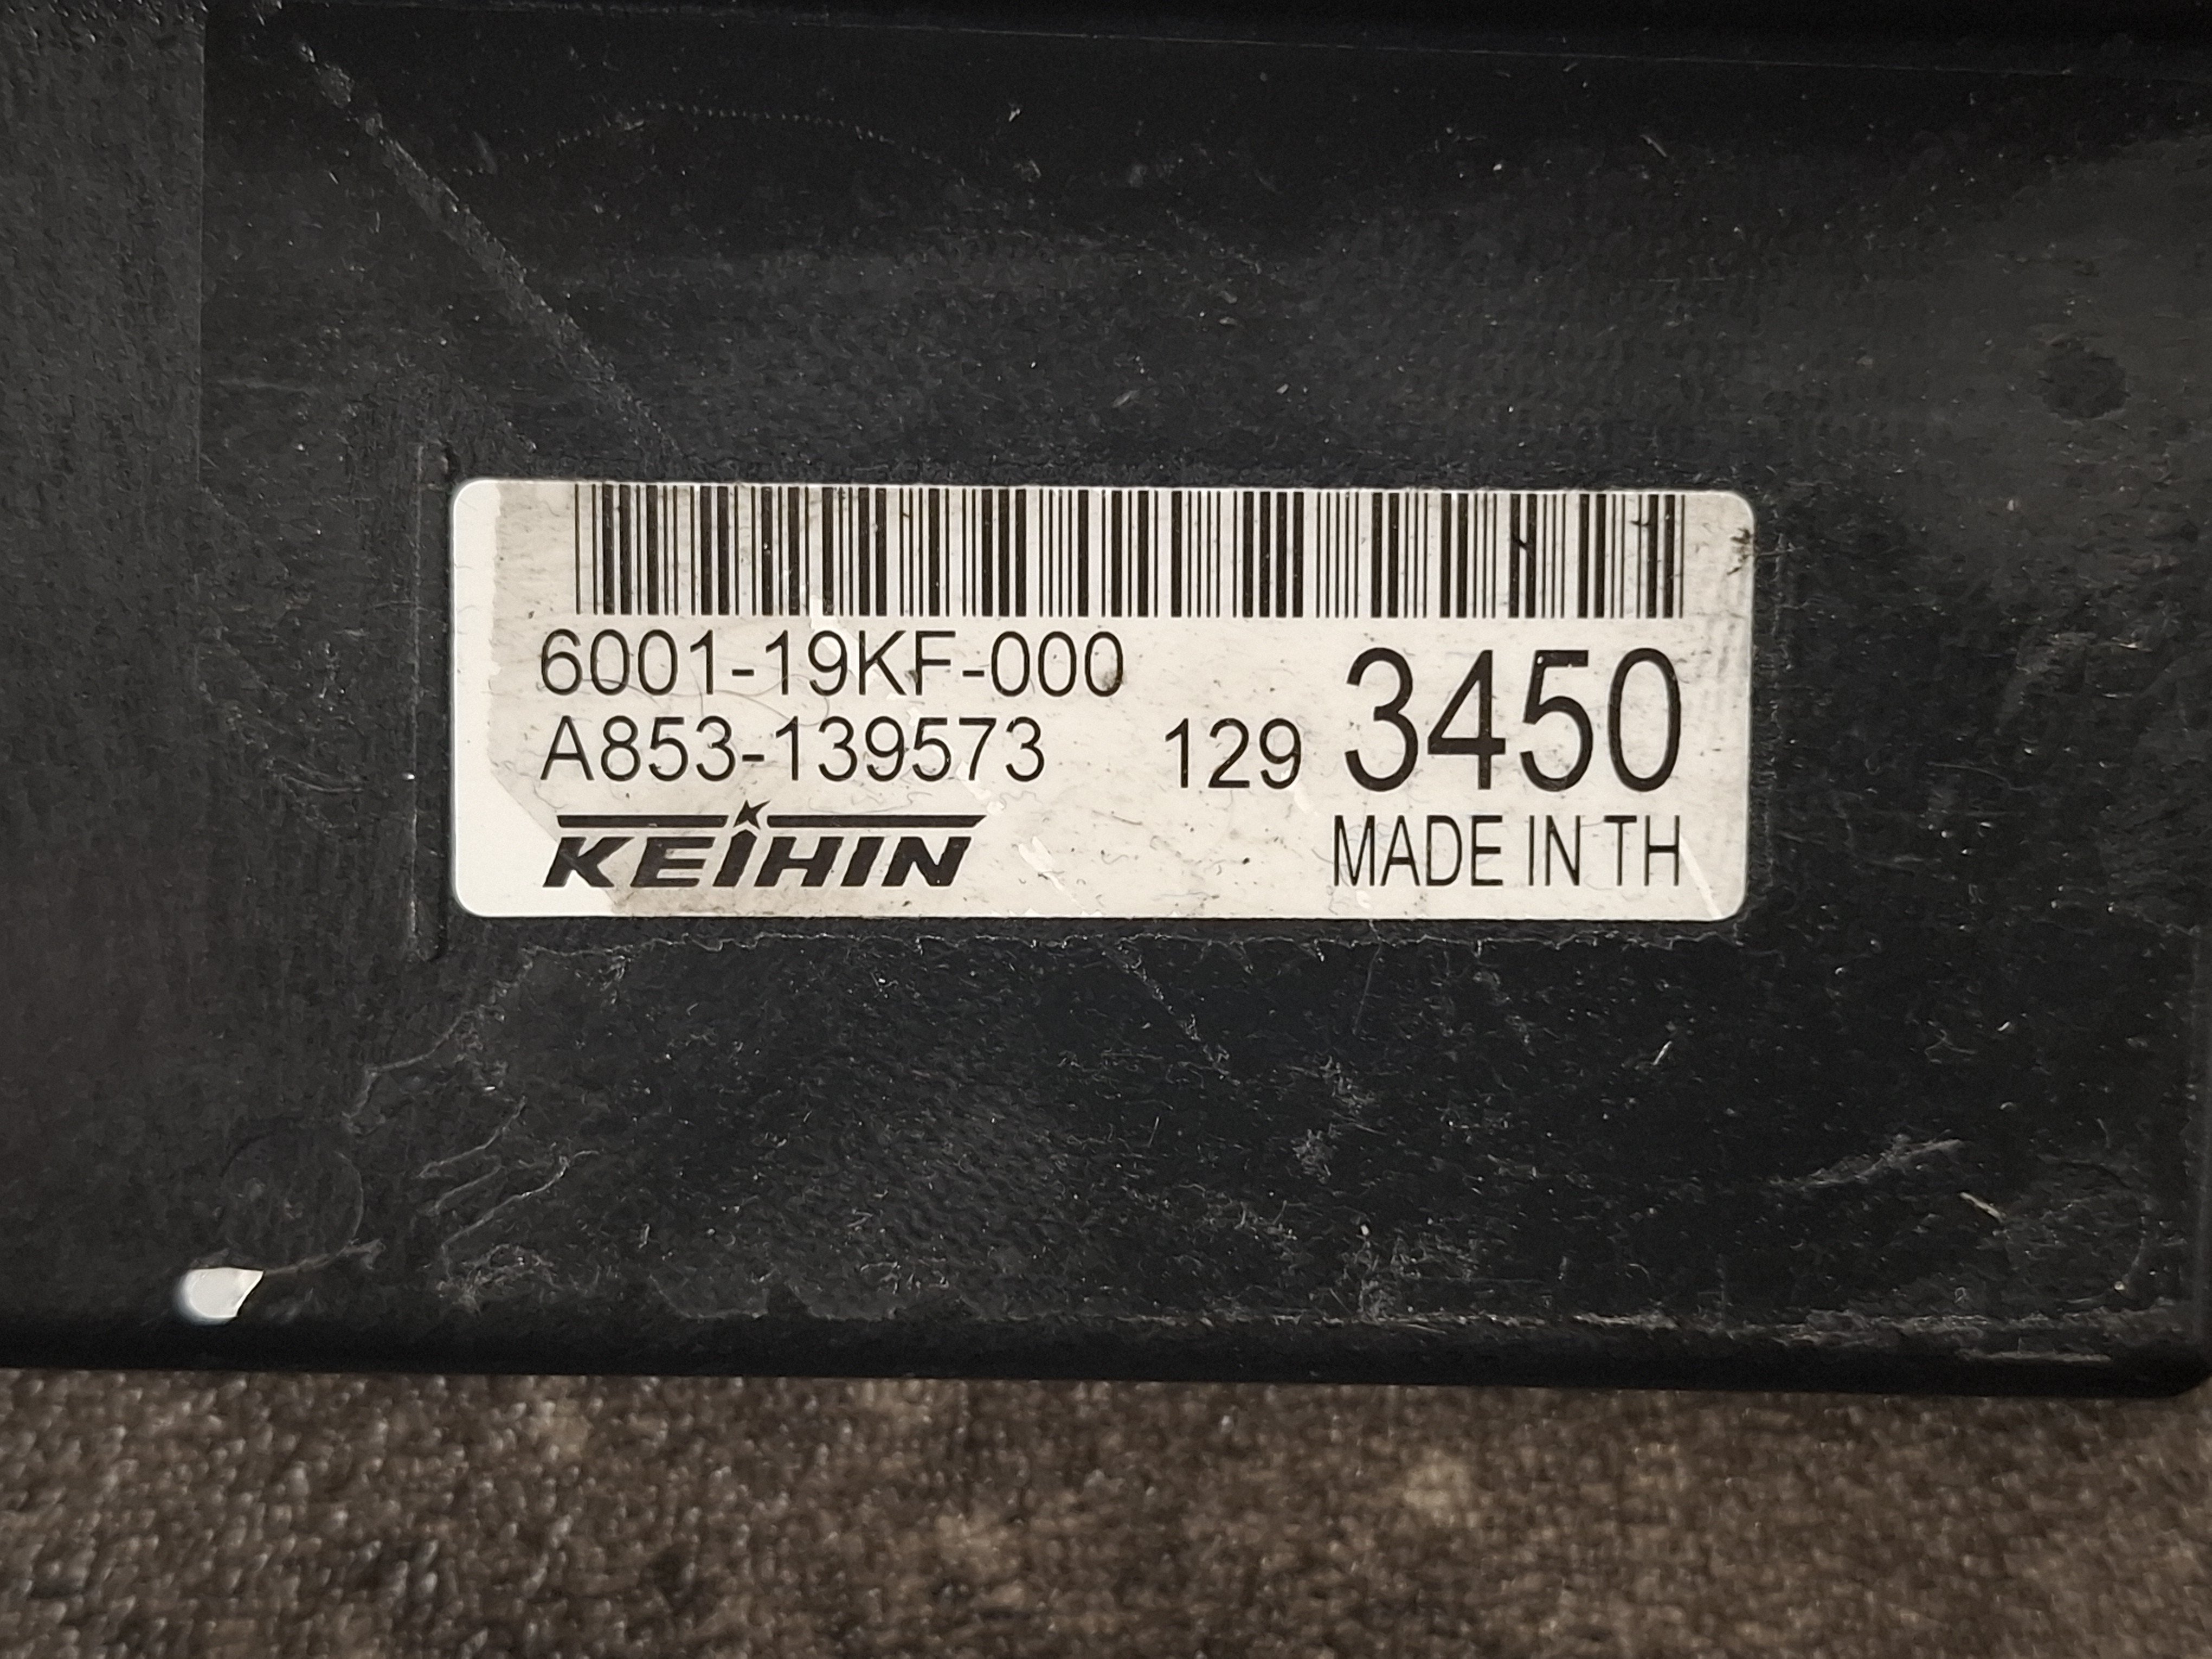 6001-19KF-000
A853-139573 129 3450
KEIHIN MADE IN TH